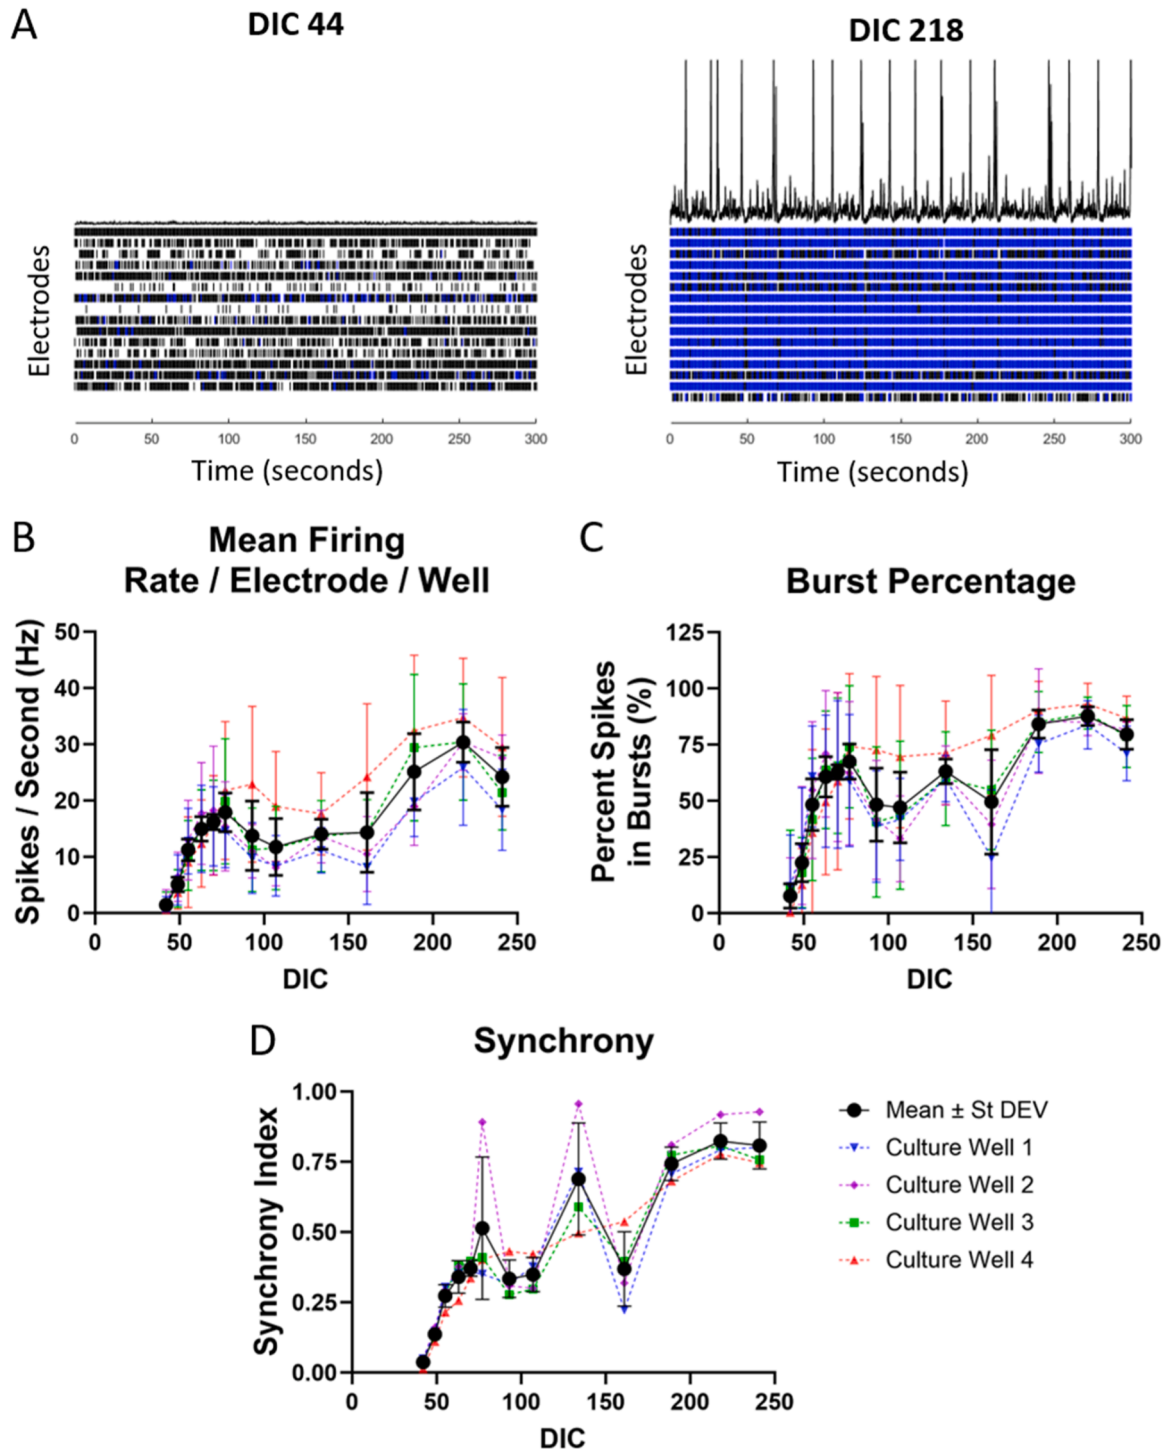 A
DIC 44
DIC 218
Electrodes
Electrodes
0 50 100 150 200 250 300
0 50 100 150 200 250 300
Time (seconds)
Time (seconds)
B
Mean Firing
Rate / Electrode / Well
C
Burst Percentage
Spikes / Second (Hz)
50
40
30
20
10
0
0 50 100 150 200 250
DIC
Percent Spikes
in Bursts (%)
125
100
75
50
25
0
0 50 100 150 200 250
DIC
D
Synchrony
Synchrony Index
1.00
0.75
0.50
0.25
0.00
0 50 100 150 200 250
DIC
Mean ± St DEV
Culture Well 1
Culture Well 2
Culture Well 3
Culture Well 4